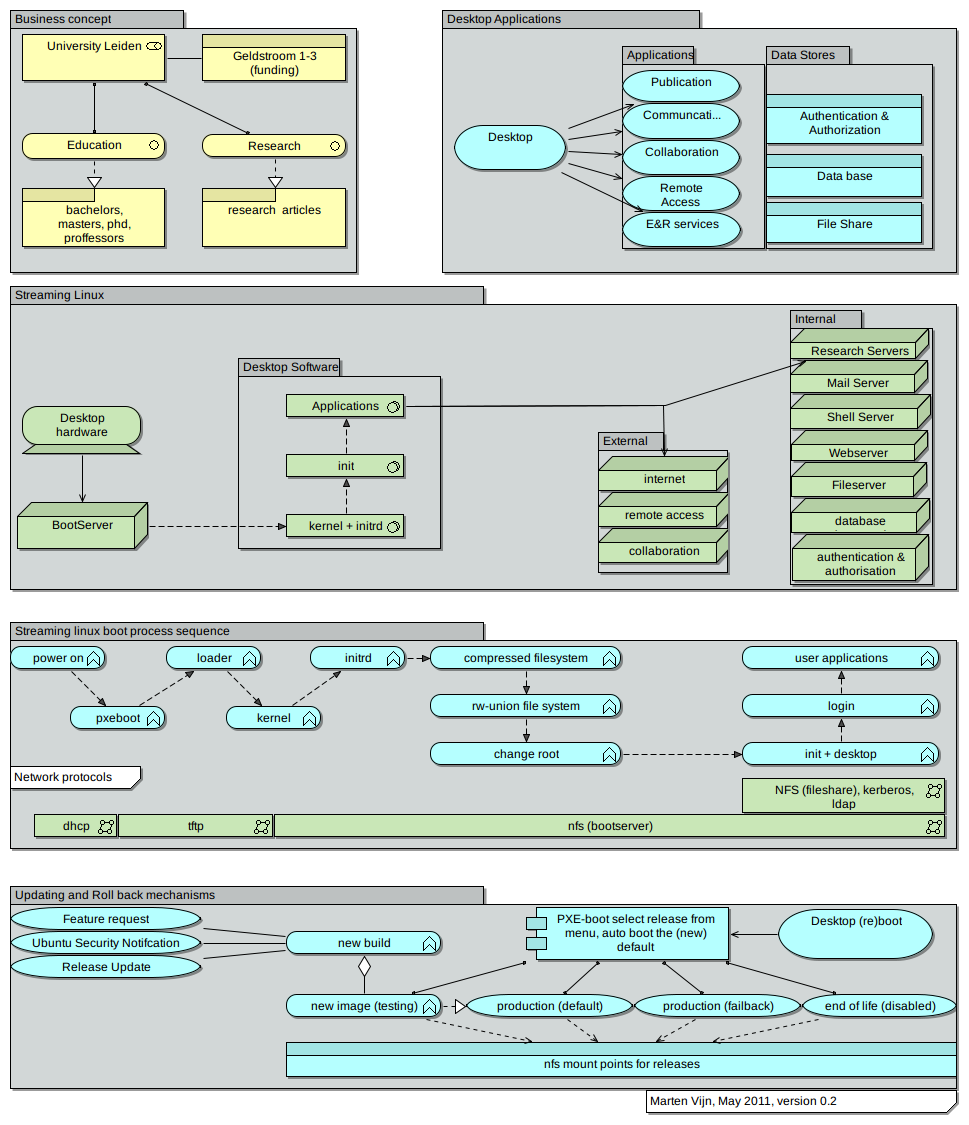 Business concept
University Leiden
Geldstroom 1-3
(funding)
Education
Research
bachelors,
masters, phd,
proffessors
research articles
Desktop Applications
Applications
Data Stores
Desktop
Publication
Communcati...
Collaboration
Remote
Access
E&R services
Authentication &
Authorization
Data base
File Share
Streaming Linux
Desktop
hardware
BootServer
Desktop Software
Applications
init
kernel + initrd
External
internet
remote access
collaboration
Internal
Research Servers
Mail Server
Shell Server
Webserver
Fileserver
database
authentication &
authorisation
Streaming linux boot process sequence
power on
loader
initrd
compressed filesystem
user applications
pxeboot
kernel
rw-union file system
login
change root
init + desktop
Network protocols
NFS (fileshare), kerberos,
ldap
dhcp
tftp
nfs (bootserver)
Updating and Roll back mechanisms
Feature request
Ubuntu Security Notifcation
Release Update
new build
PXE-boot select release from
menu, auto boot the (new)
default
Desktop (re)boot
new image (testing)
production (default)
production (failback)
end of life (disabled)
nfs mount points for releases
Marten Vijn, May 2011, version 0.2